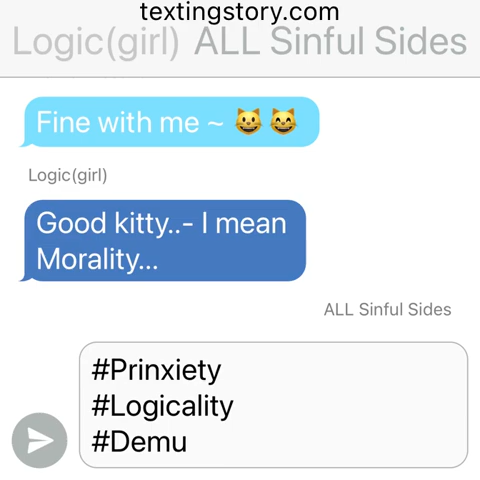 textingstory.com
Logic(girl) ALL Sinful Sides
Fine with me ~ 😺😸
Logic(girl)
Good kitty..- I mean
Morality...
ALL Sinful Sides
#Prinxiety
#Logicality
#Demu